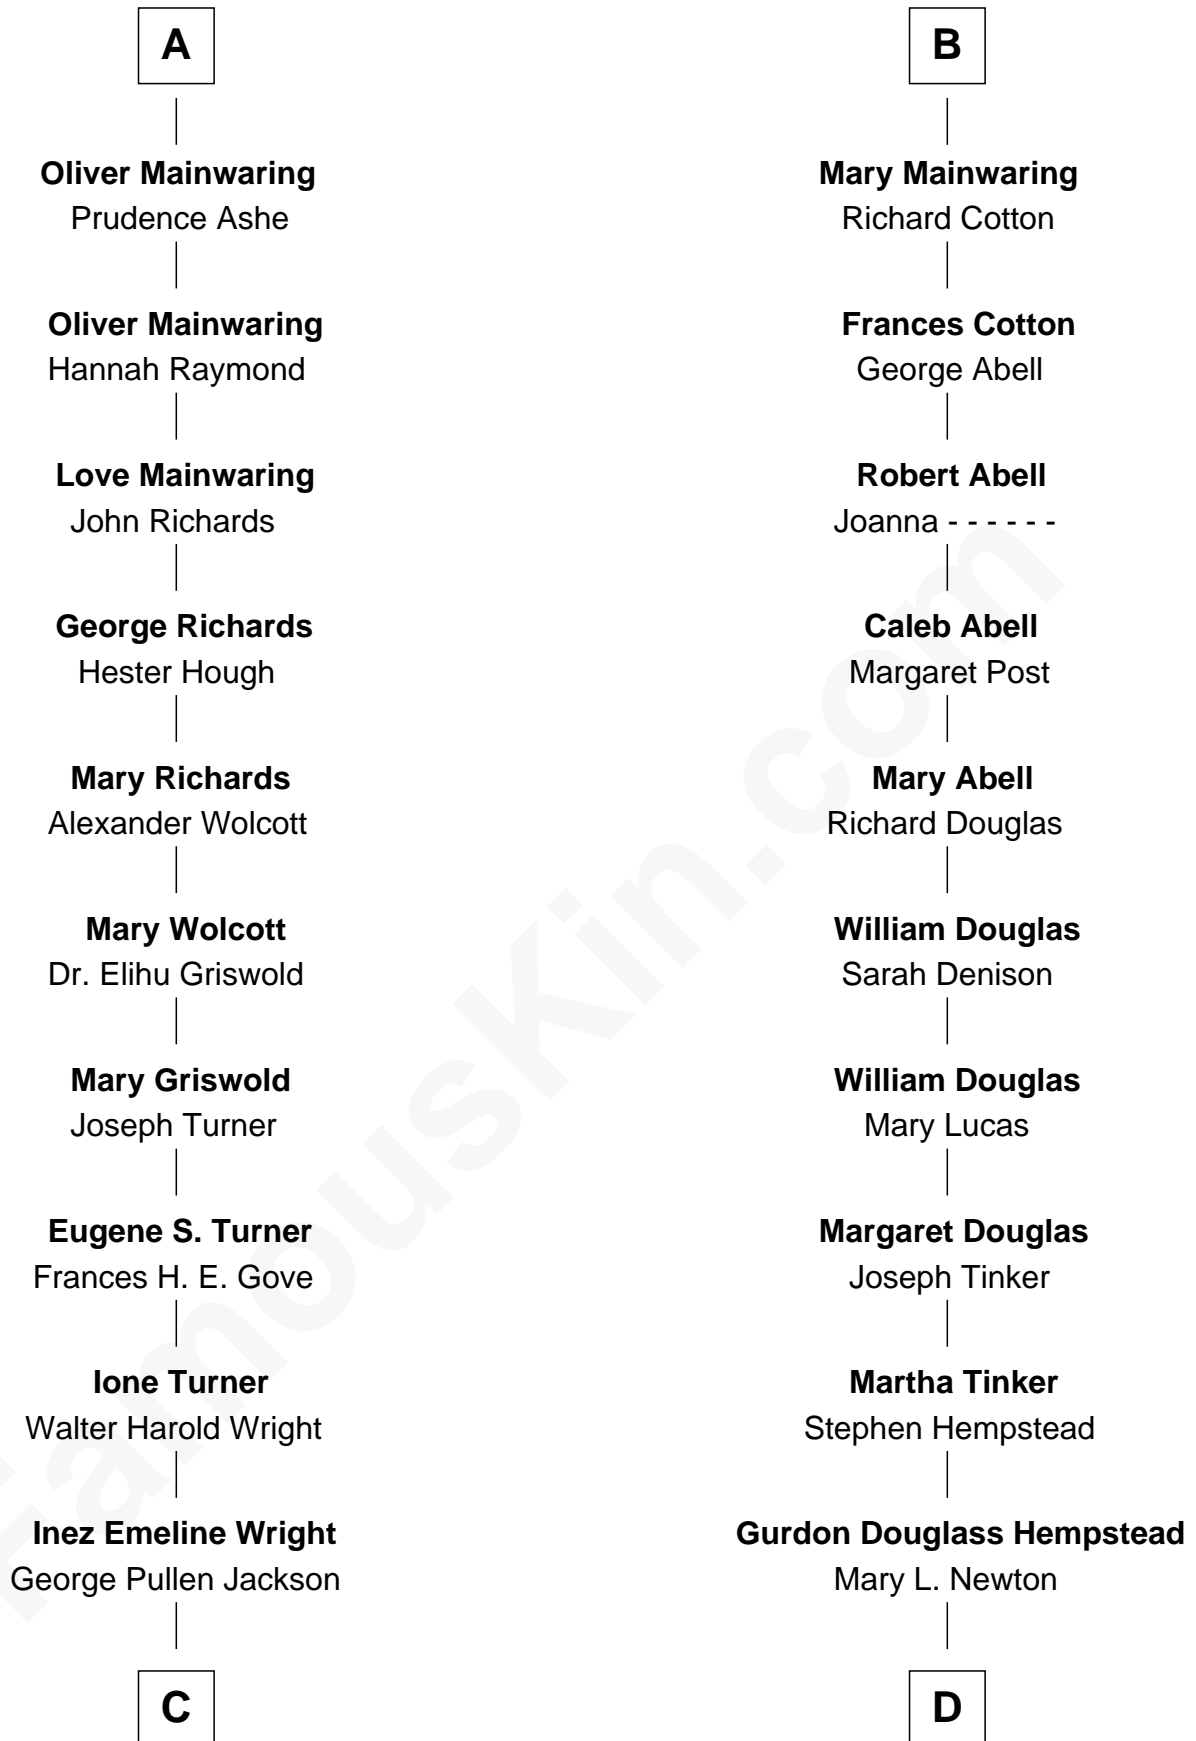 A
Oliver Mainwaring
Prudence Ashe
Oliver Mainwaring
Hannah Raymond
Love Mainwaring
John Richards
George Richards
Hester Hough
Mary Richards
Alexander Wolcott
Mary Wolcott
Dr. Elihu Griswold
Mary Griswold
Joseph Turner
Eugene S. Turner
Frances H. E. Gove
Ione Turner
Walter Harold Wright
Inez Emeline Wright
George Pullen Jackson
C
B
Mary Mainwaring
Richard Cotton
Frances Cotton
George Abell
Robert Abell
Joanna - - - - - -
Caleb Abell
Margaret Post
Mary Abell
Richard Douglas
William Douglas
Sarah Denison
William Douglas
Mary Lucas
Margaret Douglas
Joseph Tinker
Martha Tinker
Stephen Hempstead
Gurdon Douglass Hempstead
Mary L. Newton
D
FamousKin.com